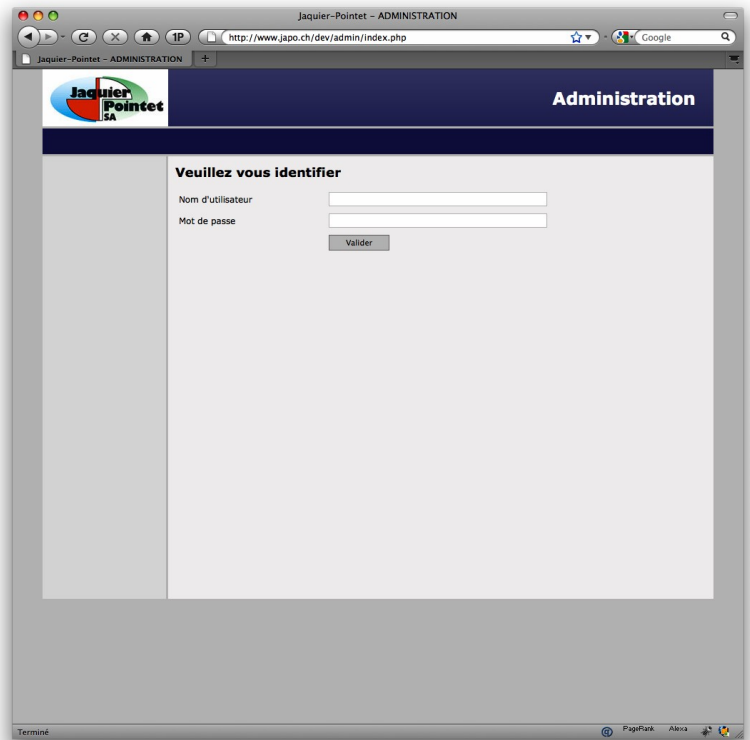 Jaquier-Pointet – ADMINISTRATION
1P http://www.japo.ch/dev/admin/index.php Google
Jaquier-Pointet – ADMINISTRATION +
Jaquier
Pointet
SA
Administration
Veuillez vous identifier
Nom d'utilisateur
Mot de passe
Valider
Terminé PageRank Alexa